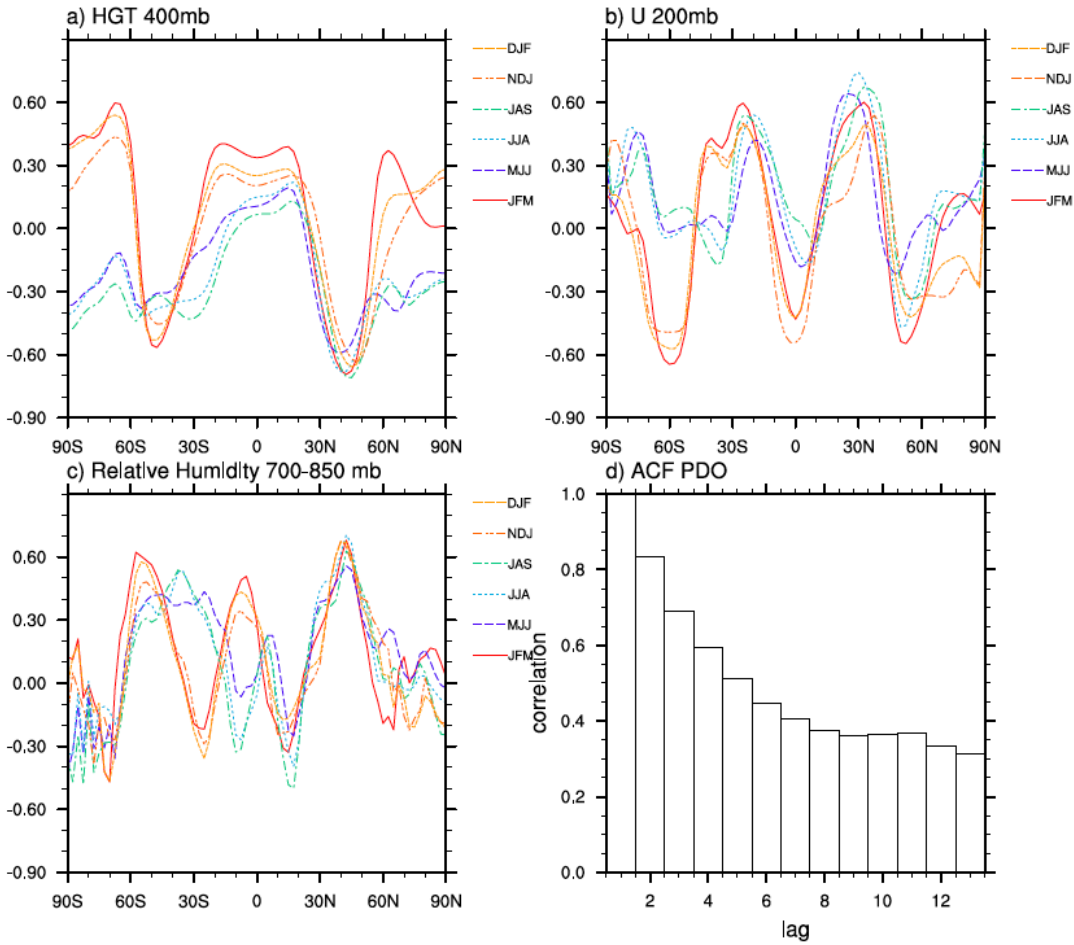 a) HGT 400mb
0.60
0.30
0.00
-0.30
-0.60
-0.90
90S 60S 30S 0 30N 60N 90N
DJF
NDJ
JAS
JJA
MJJ
JFM
b) U 200mb
0.60
0.30
0.00
-0.30
-0.60
-0.90
90S 60S 30S 0 30N 60N 90N
DJF
NDJ
JAS
JJA
MJJ
JFM
c) Relative Humidity 700-850 mb
0.60
0.30
0.00
-0.30
-0.60
-0.90
90S 60S 30S 0 30N 60N 90N
DJF
NDJ
JAS
JJA
MJJ
JFM
d) ACF PDO
correlation
1.0
0.8
0.6
0.4
0.2
0.0
2 4 6 8 10 12
lag